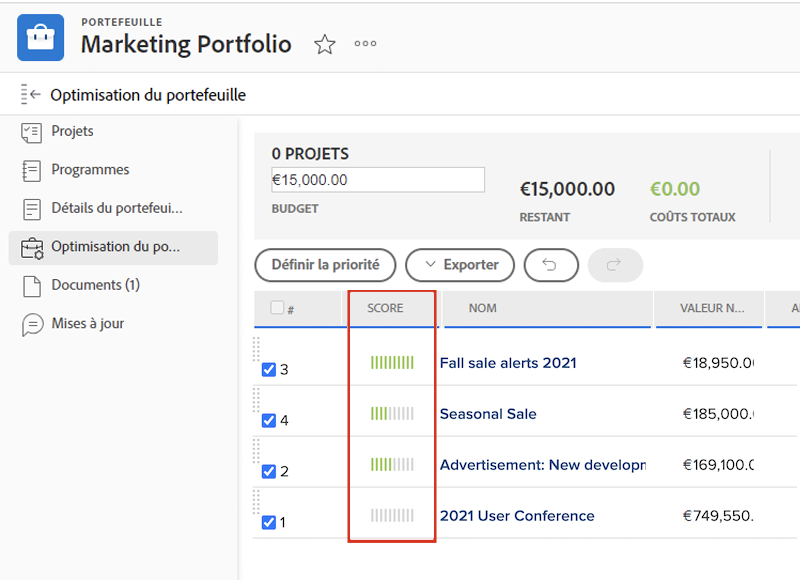 PORTEFEUILLE
Marketing Portfolio
Optimisation du portefeuille
Projets
Programmes
Détails du portefeui...
Optimisation du po...
Documents (1)
Mises à jour
0 PROJETS
€15,000.00
BUDGET
€15,000.00
RESTANT
€0.00
COÛTS TOTAUX
Définir la priorité
Exporter
# SCORE NOM VALEUR N...
3 Fall sale alerts 2021 €18,950.0
4 Seasonal Sale €185,000.
2 Advertisement: New developm €169,100.0
1 2021 User Conference €749,550.